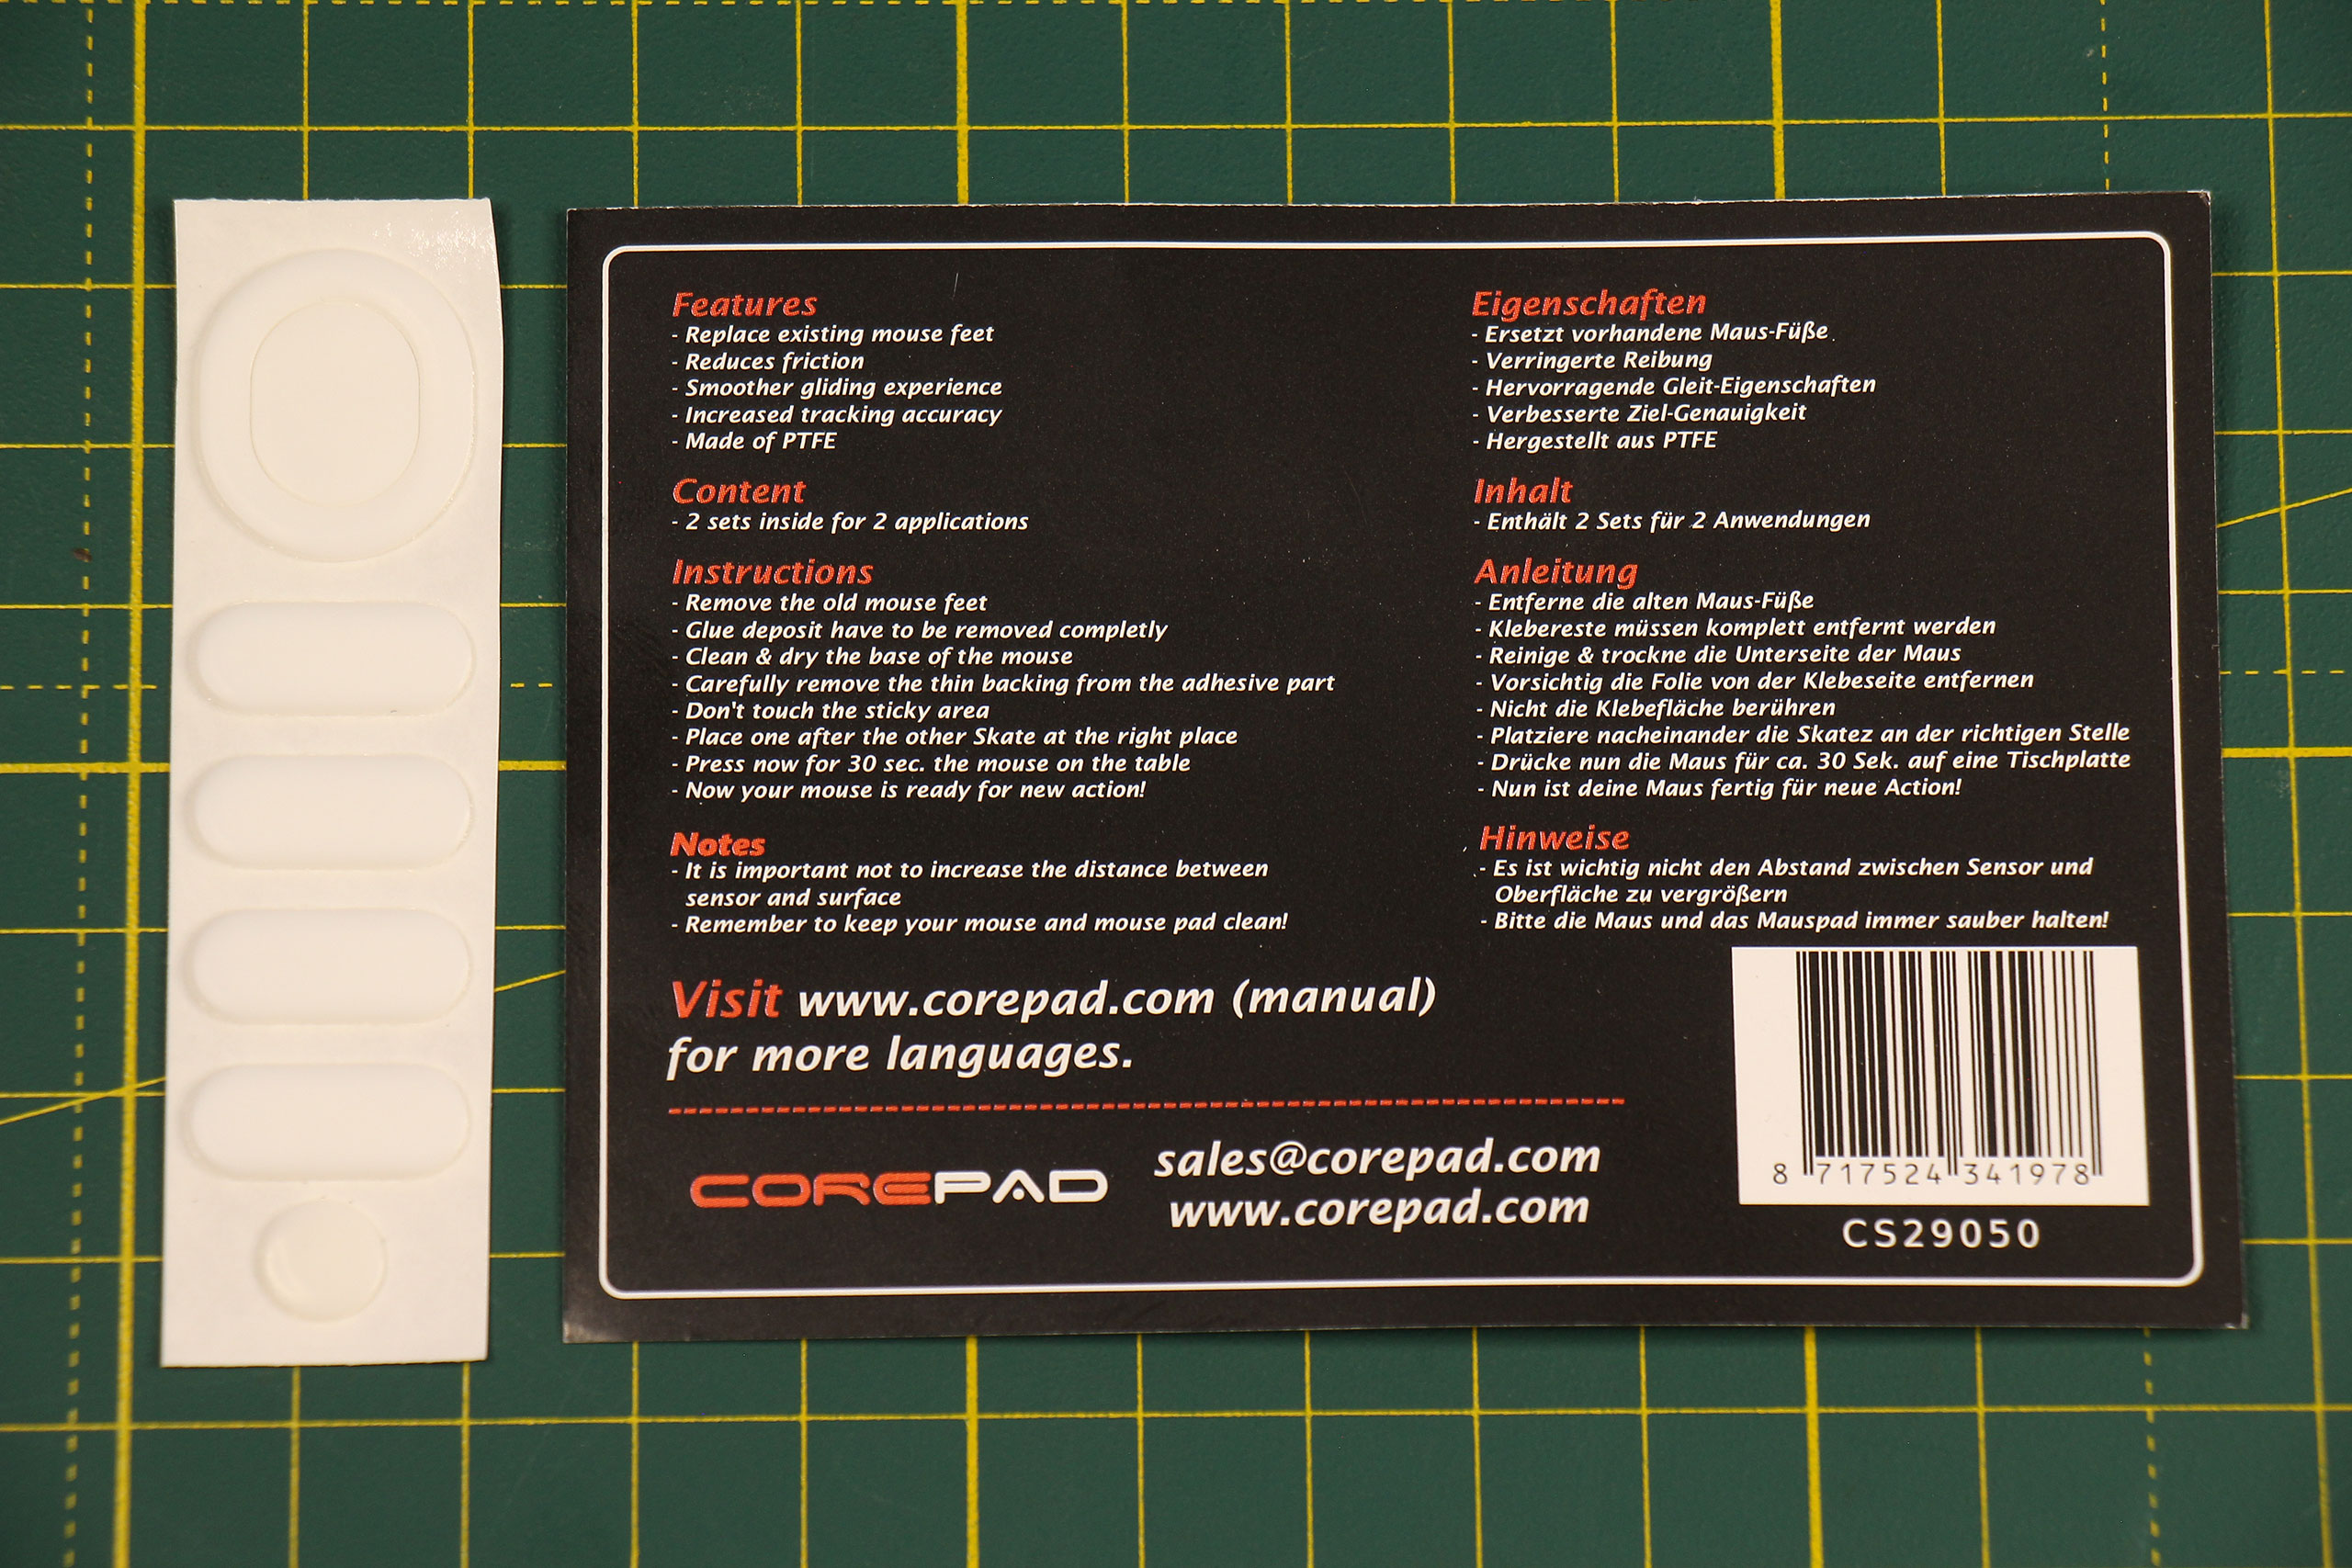 Features
- Replace existing mouse feet
- Reduces friction
- Smoother gliding experience
- Increased tracking accuracy
- Made of PTFE
Content
- 2 sets inside for 2 applications
Instructions
- Remove the old mouse feet
- Glue deposit have to be removed completly
- Clean & dry the base of the mouse
- Carefully remove the thin backing from the adhesive part
- Don't touch the sticky area
- Place one after the other Skate at the right place
- Press now for 30 sec. the mouse on the table
- Now your mouse is ready for new action!
Notes
- It is important not to increase the distance between
sensor and surface
- Remember to keep your mouse and mouse pad clean!
Eigenschaften
- Ersetzt vorhandene Maus-Füße
- Verringerte Reibung
- Hervorragende Gleit-Eigenschaften
- Verbesserte Ziel-Genauigkeit
- Hergestellt aus PTFE
Inhalt
- Enthält 2 Sets für 2 Anwendungen
Anleitung
- Entferne die alten Maus-Füße
- Klebereste müssen komplett entfernt werden
- Reinige & trockne die Unterseite der Maus
- Vorsichtig die Folie von der Klebeseite entfernen
- Nicht die Klebefläche berühren
- Platziere nacheinander die Skatez an der richtigen Stelle
- Drücke nun die Maus für ca. 30 Sek. auf eine Tischplatte
- Nun ist deine Maus fertig für neue Action!
Hinweise
- Es ist wichtig nicht den Abstand zwischen Sensor und
Oberfläche zu vergrößern
- Bitte die Maus und das Mauspad immer sauber halten!
Visit www.corepad.com (manual)
for more languages.
COREPAD
sales@corepad.com
www.corepad.com
8 717524 341978
CS29050